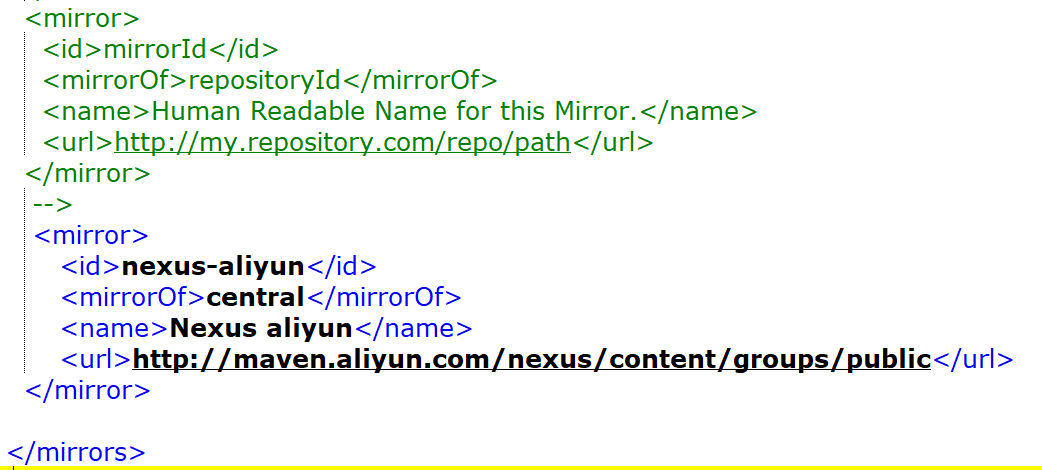 <mirror>
<id>mirrorId</id>
<mirrorOf>repositoryId</mirrorOf>
<name>Human Readable Name for this Mirror.</name>
<url>http://my.repository.com/repo/path</url>
</mirror>
-->
<mirror>
<id>nexus-aliyun</id>
<mirrorOf>central</mirrorOf>
<name>Nexus aliyun</name>
<url>http://maven.aliyun.com/nexus/content/groups/public</url>
</mirror>
</mirrors>